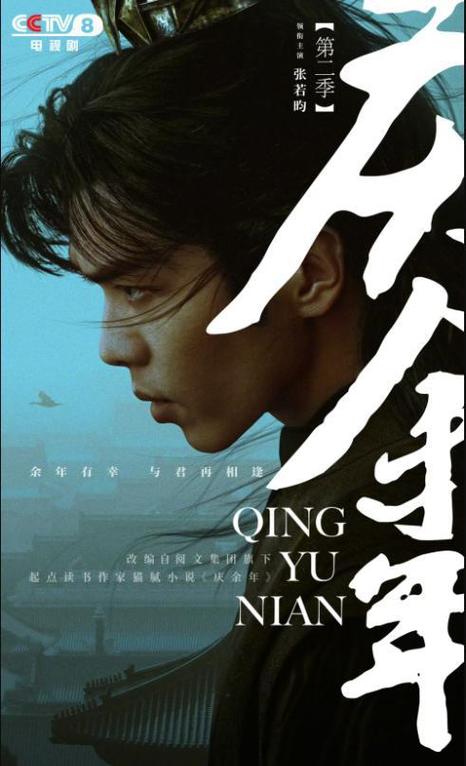 CCTV 8
电视剧
【第二季】
领衔主演
张若昀
庆余年
余年有幸 与君再相逢
QING
YU
NIAN
改编自阅文集团旗下
起点读书作家猫腻小说《庆余年》